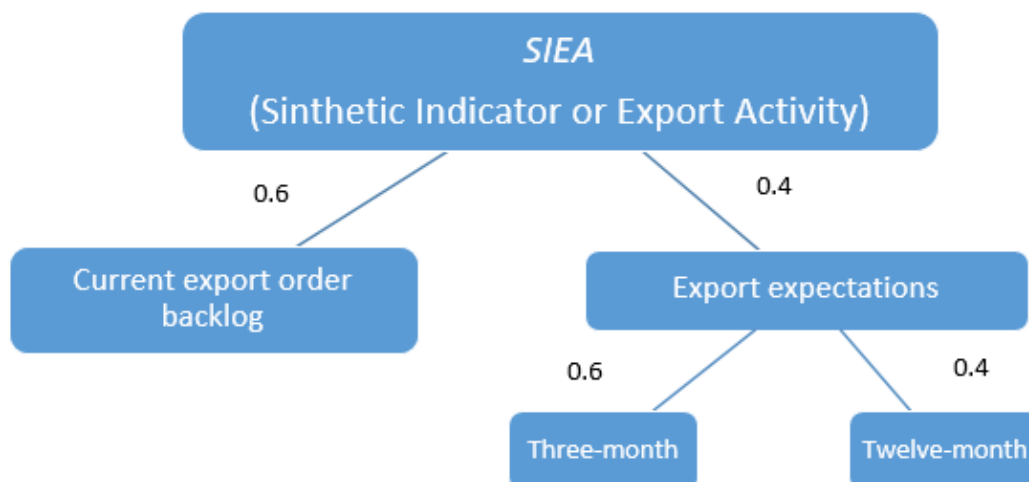 SIEA
(Sinthetic Indicator or Export Activity)
0.6
0.4
Current export order
backlog
Export expectations
0.6
0.4
Three-month
Twelve-month